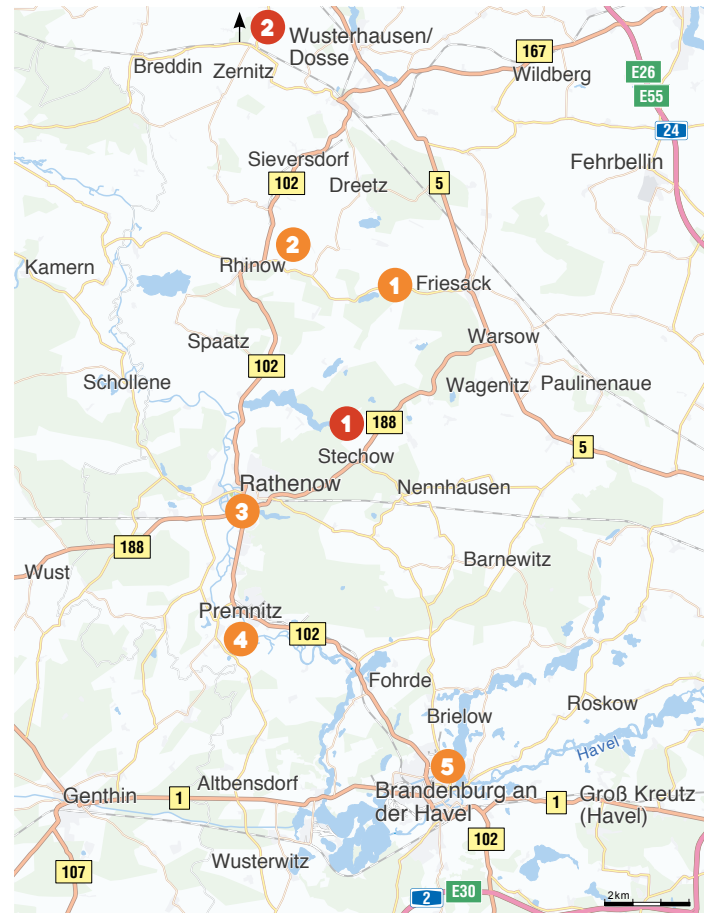 2
Wusterhausen/
Dosse
Breddin
Zernitz
167
Wildberg
E26
E55
24
Sieversdorf
102
Dreetz
5
Fehrbellin
2
Kamern
Rhinow
1
Friesack
Spaatz
Warsow
102
Schollene
Wagenitz
Paulinenaue
1
188
Stechow
5
Rathenow
Nennhausen
3
188
Wust
Barnewitz
Premnitz
4
102
Fohrde
Brielow
Roskow
Havel
5
Altbensdorf
Genthin
1
Brandenburg an
der Havel
1
Groß Kreutz
(Havel)
102
Wusterwitz
107
2
E30
2km